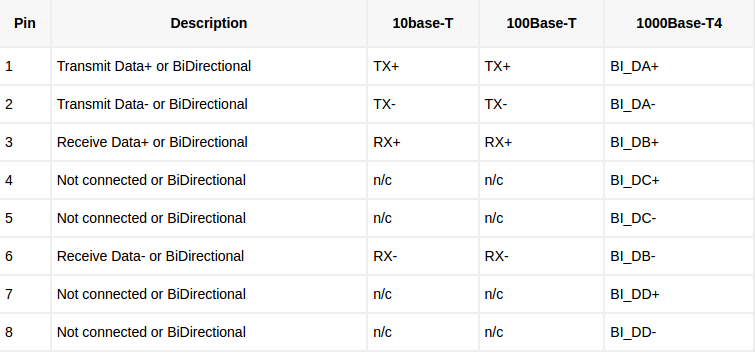 Pin Description 10base-T 100Base-T 1000Base-T4
1 Transmit Data+ or BiDirectional TX+ TX+ BI_DA+
2 Transmit Data- or BiDirectional TX- TX- BI_DA-
3 Receive Data+ or BiDirectional RX+ RX+ BI_DB+
4 Not connected or BiDirectional n/c n/c BI_DC+
5 Not connected or BiDirectional n/c n/c BI_DC-
6 Receive Data- or BiDirectional RX- RX- BI_DB-
7 Not connected or BiDirectional n/c n/c BI_DD+
8 Not connected or BiDirectional n/c n/c BI_DD-